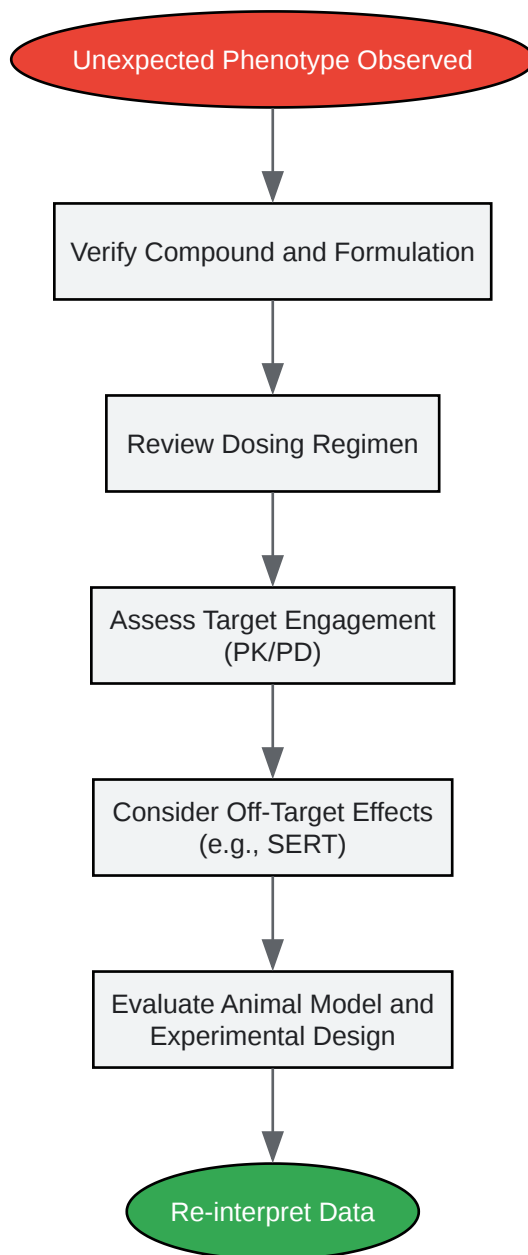 Unexpected Phenotype Observed
Verify Compound and Formulation
Review Dosing Regimen
Assess Target Engagement
(PK/PD)
Consider Off-Target Effects
(e.g., SERT)
Evaluate Animal Model and
Experimental Design
Re-interpret Data